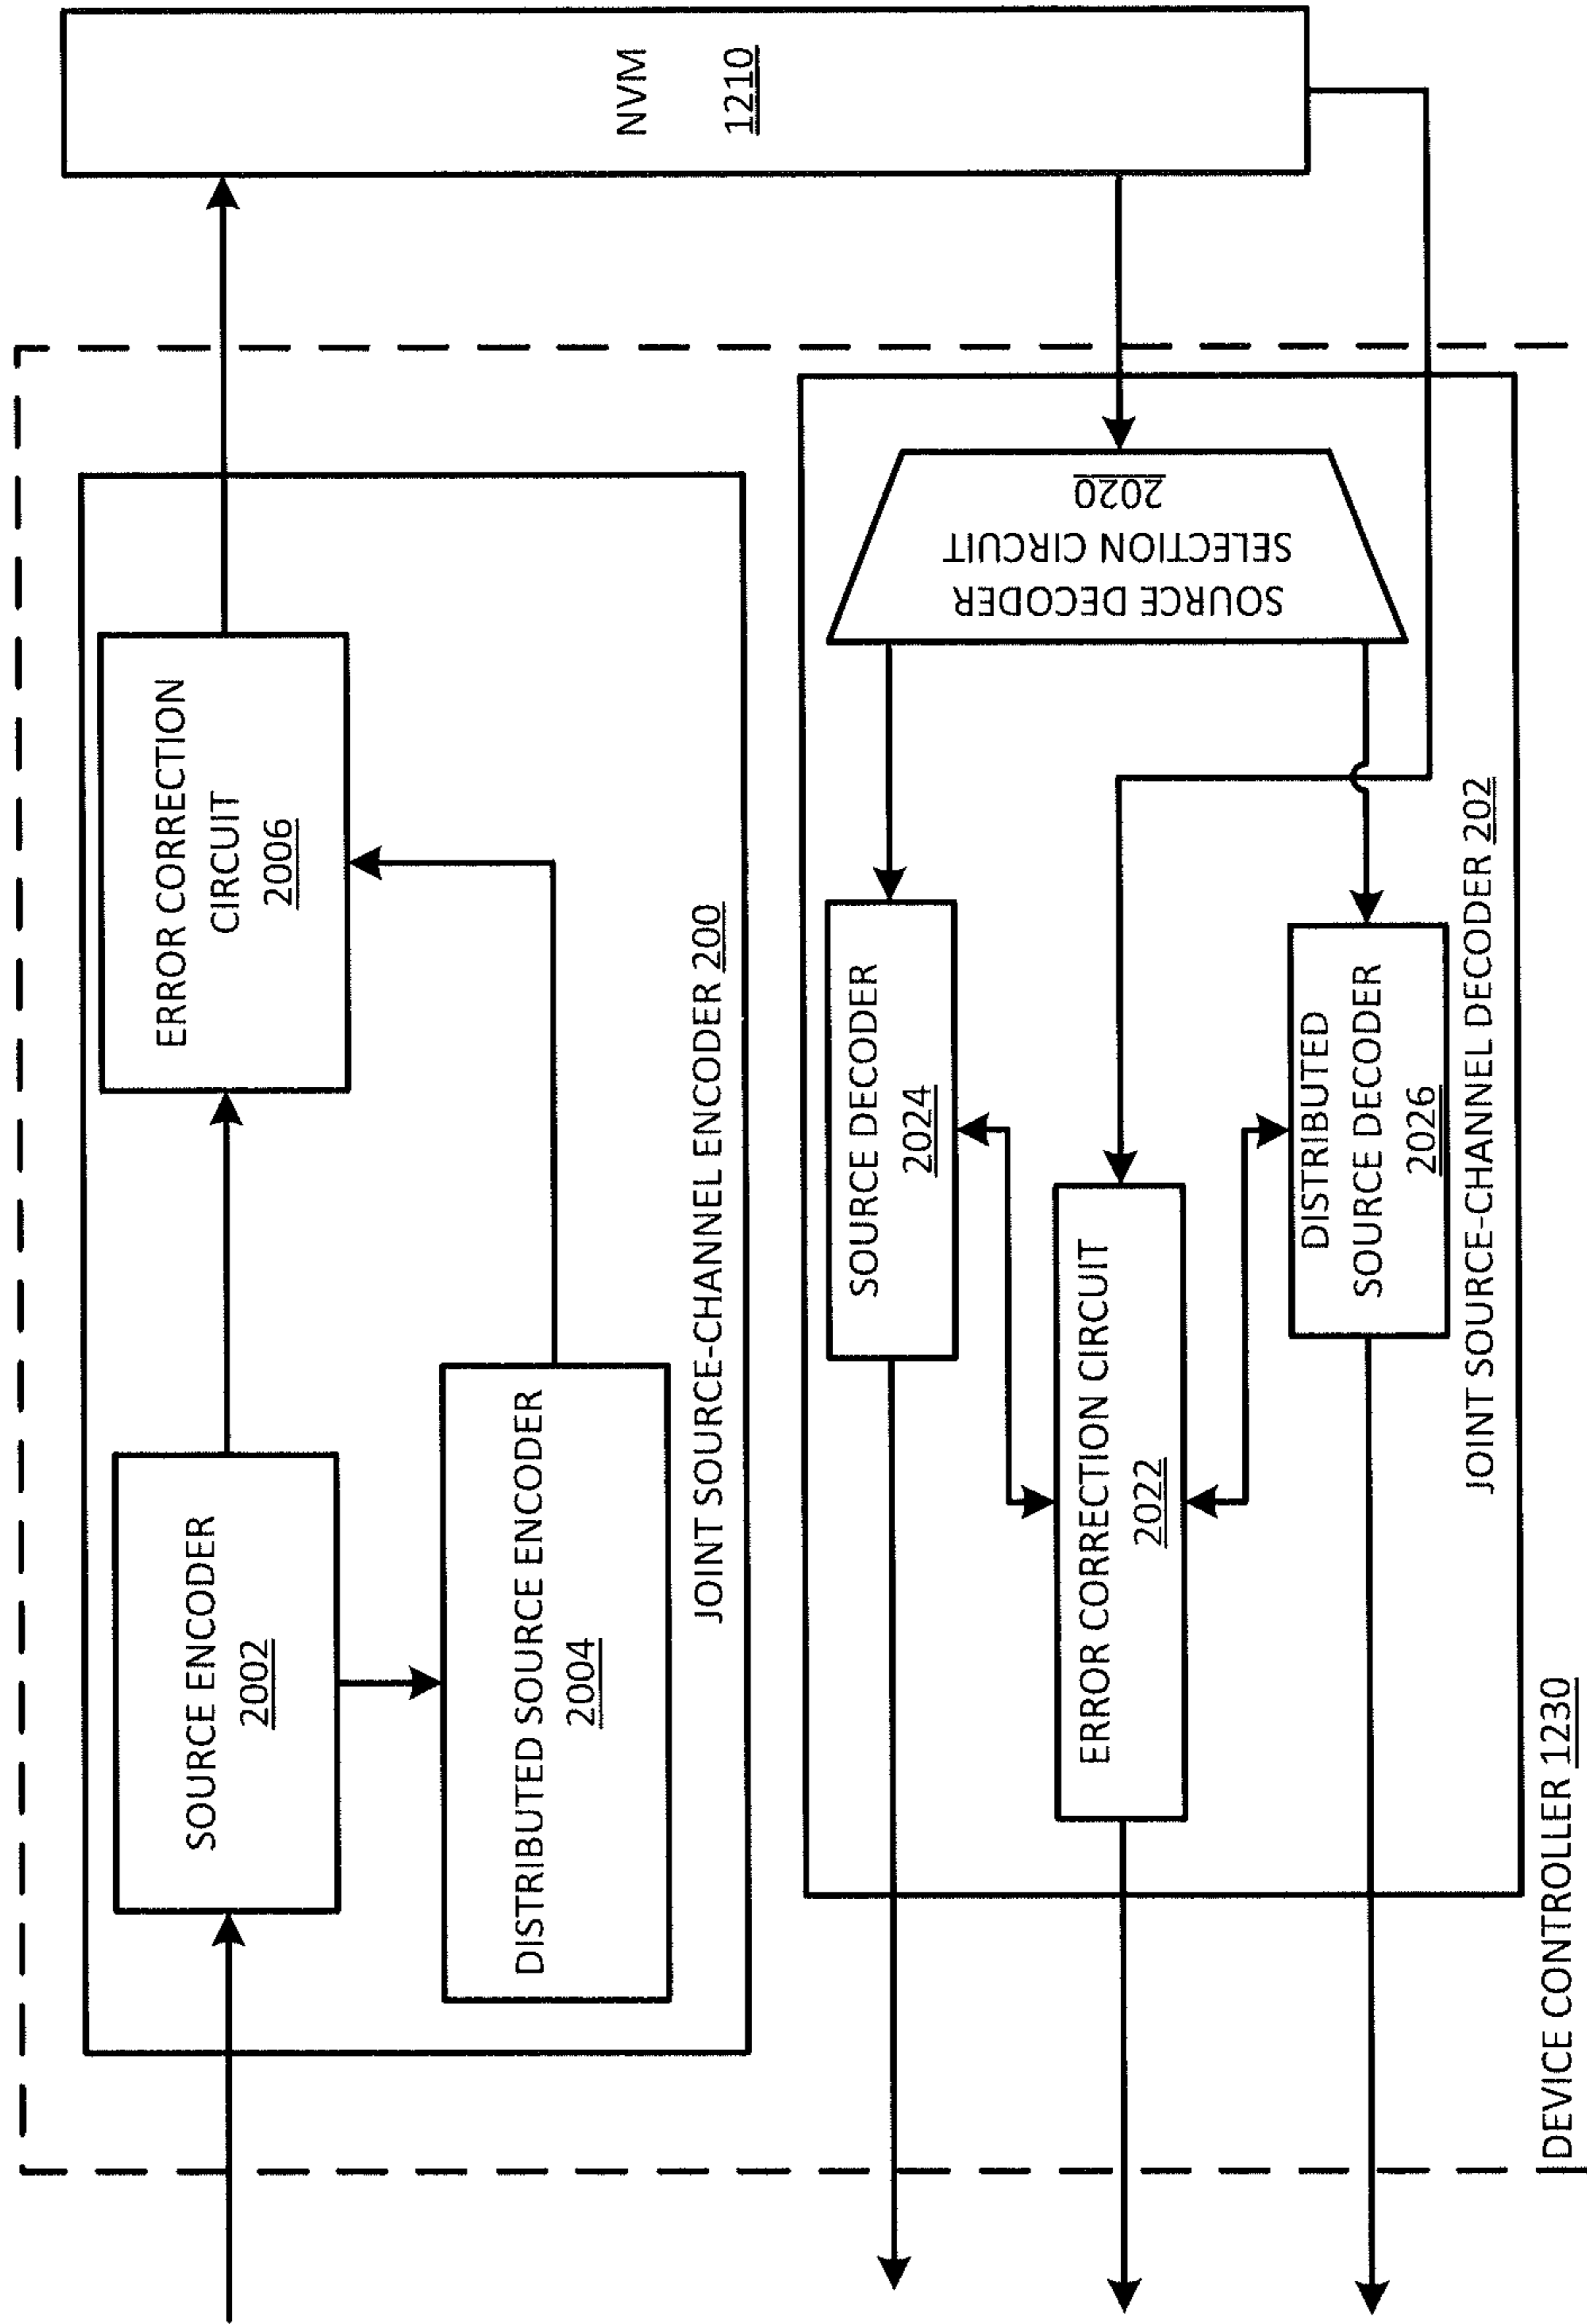 SOURCE ENCODER
2002
ERROR CORRECTION
CIRCUIT
2006
DISTRIBUTED SOURCE ENCODER
2004
JOINT SOURCE-CHANNEL ENCODER 200
NVM
1210
SOURCE DECODER
SELECTION CIRCUIT
2020
SOURCE DECODER
2024
ERROR CORRECTION CIRCUIT
2022
DISTRIBUTED
SOURCE DECODER
2026
JOINT SOURCE-CHANNEL DECODER 202
DEVICE CONTROLLER 1230